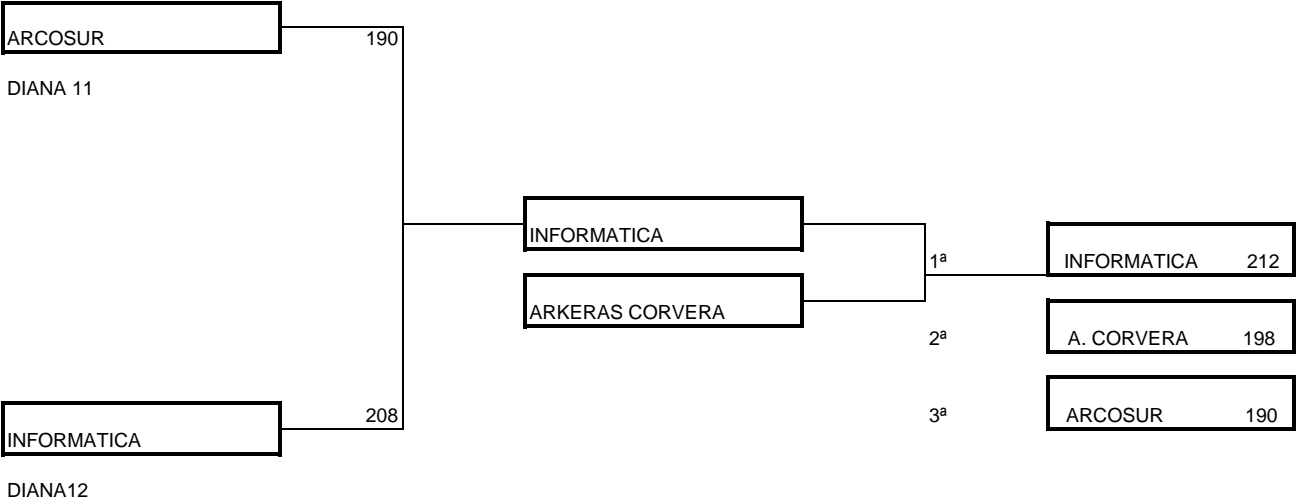 ARCOSUR
190
DIANA 11
INFORMATICA
ARKERAS CORVERA
1ª INFORMATICA 212
2ª A. CORVERA 198
3ª ARCOSUR 190
208
INFORMATICA
DIANA12